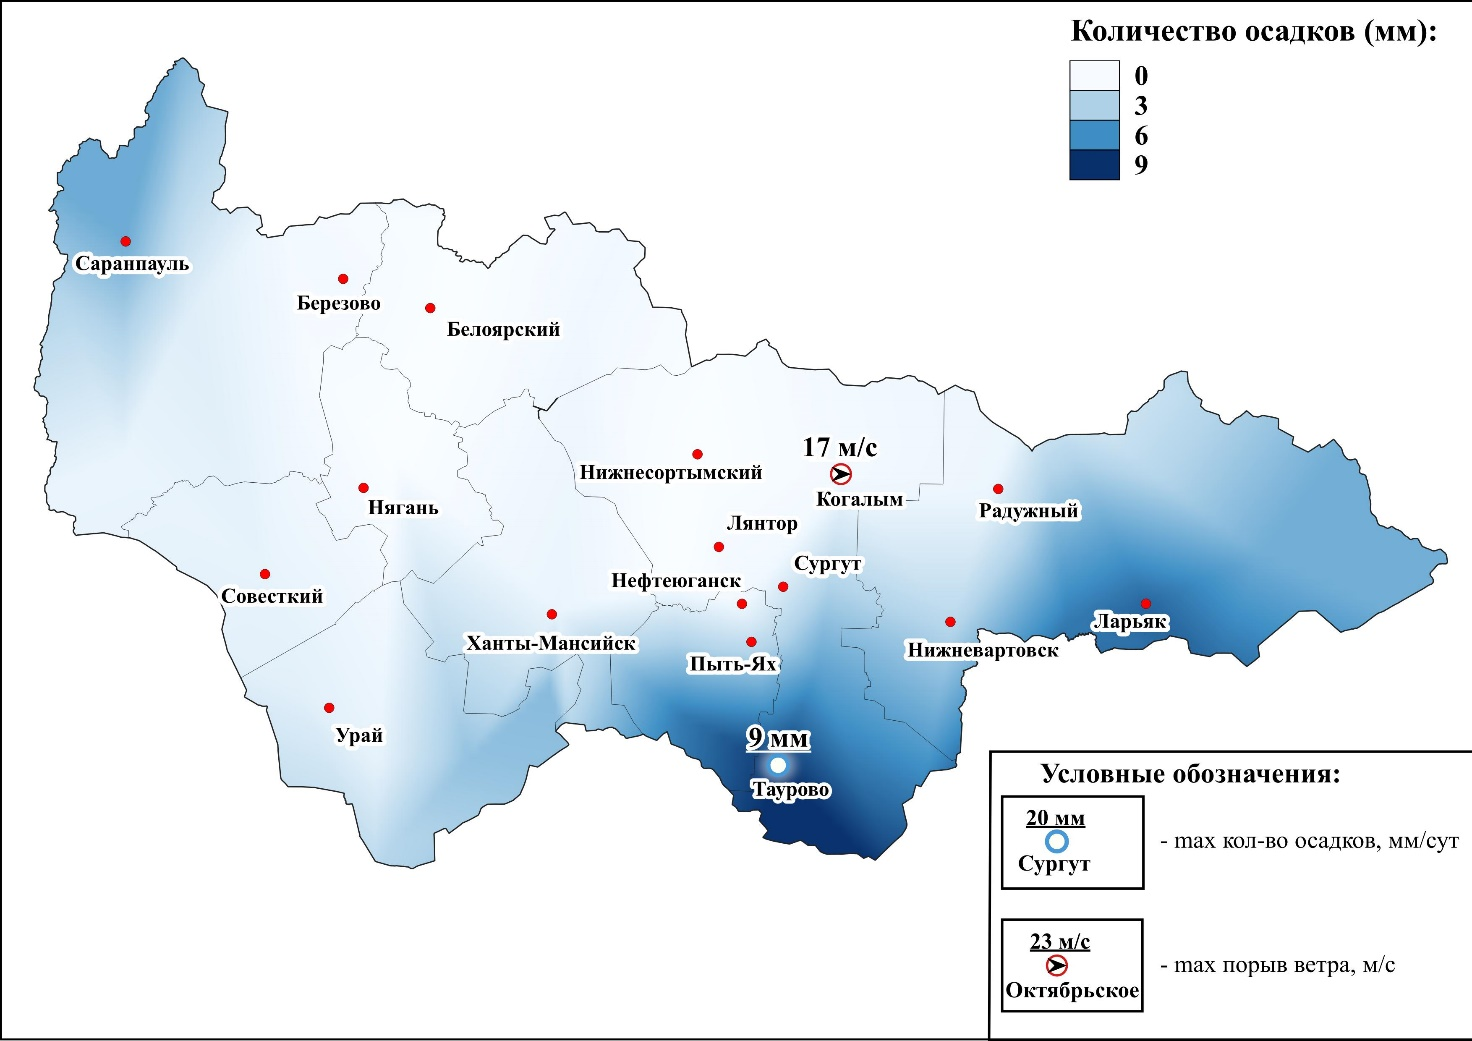 Количество осадков (мм):
0
3
6
9
Саранпауль
Березово
Белоярский
17 м/с
Нижнесортымский
Когалым
Нягань
Радужный
Лянтор
Сургут
Нефтеюганск
Совесткий
Ларьяк
Ханты-Мансийск
Нижневартовск
Пыть-Ях
Урай
9 мм
Таурово
Условные обозначения:
20 мм
Сургут
- max кол-во осадков, мм/сут
23 м/с
Октябрьское
- max порыв ветра, м/с